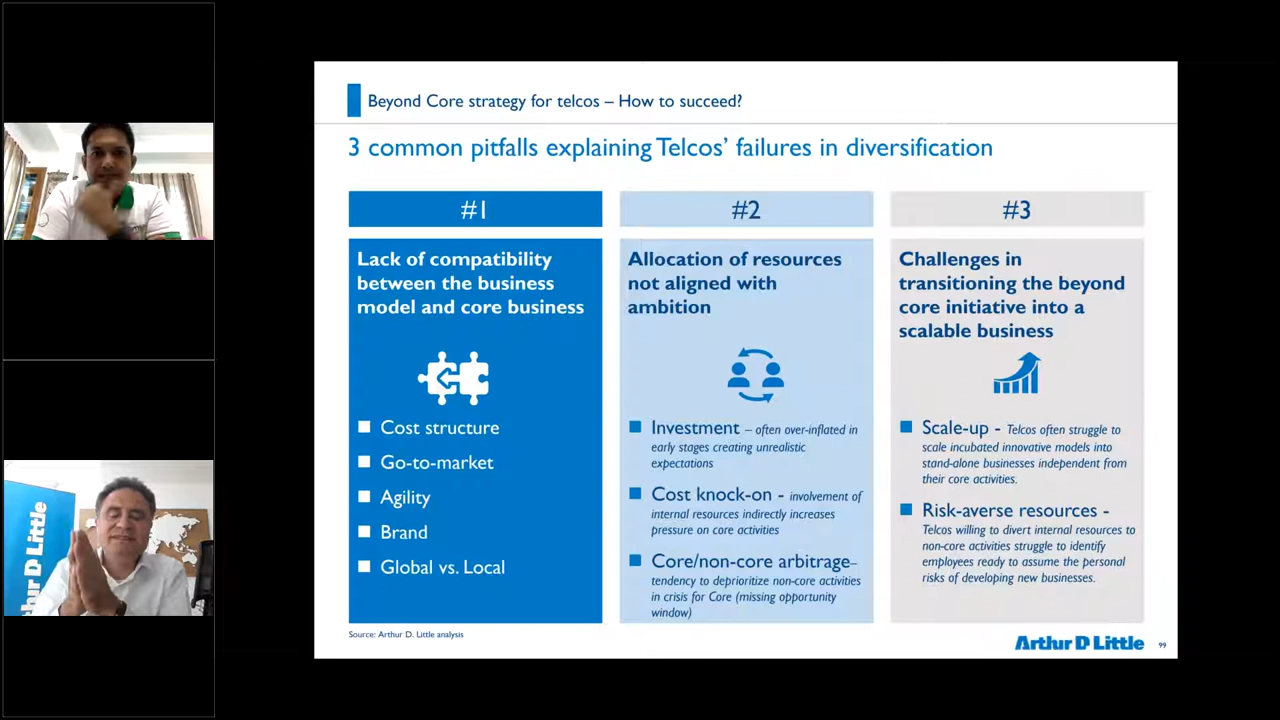 Beyond Core strategy for telcos – How to succeed?
3 common pitfalls explaining Telcos’ failures in diversification
#1
Lack of compatibility
between the business
model and core business
Cost structure
Go-to-market
Agility
Brand
Global vs. Local
#2
Allocation of resources
not aligned with
ambition
Investment – often over-inflated in
early stages creating unrealistic
expectations
Cost knock-on - involvement of
internal resources indirectly increases
pressure on core activities
Core/non-core arbitrage–
tendency to deprioritize non-core activities
in crisis for Core (missing opportunity
window)
#3
Challenges in
transitioning the beyond
core initiative into a
scalable business
Scale-up - Telcos often struggle to
scale incubated innovative models into
stand-alone businesses independent from
their core activities.
Risk-averse resources -
Telcos willing to divert internal resources to
non-core activities struggle to identify
employees ready to assume the personal
risks of developing new businesses.
Source: Arthur D. Little analysis
Arthur D Little
99
thur D Little